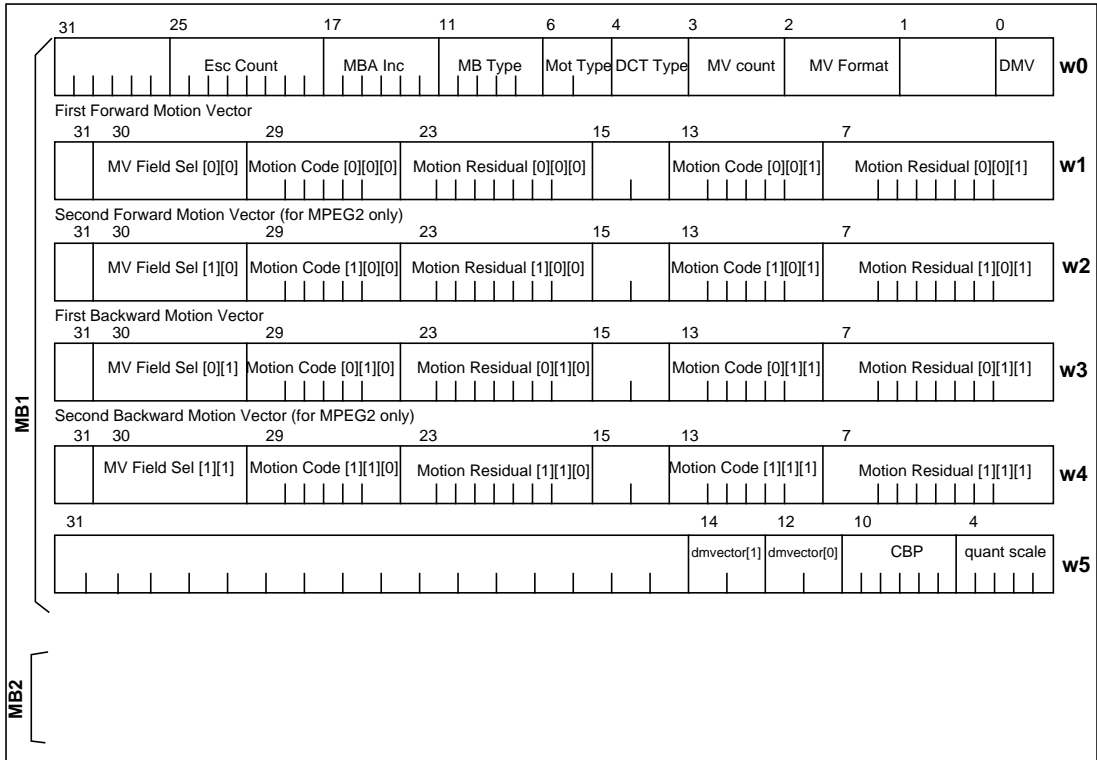 31 25 17 11 6 4 3 2 1 0
Esc Count MBA Inc MB Type Mot Type DCT Type MV count MV Format DMV w0
First Forward Motion Vector
31 30 29 23 15 13 7
MV Field Sel [0][0] Motion Code [0][0][0] Motion Residual [0][0][0] Motion Code [0][0][1] Motion Residual [0][0][1] w1
Second Forward Motion Vector (for MPEG2 only)
31 30 29 23 15 13 7
MV Field Sel [1][0] Motion Code [1][0][0] Motion Residual [1][0][0] Motion Code [1][0][1] Motion Residual [1][0][1] w2
First Backward Motion Vector
31 30 29 23 15 13 7
MV Field Sel [0][1] Motion Code [0][1][0] Motion Residual [0][1][0] Motion Code [0][1][1] Motion Residual [0][1][1] w3
Second Backward Motion Vector (for MPEG2 only)
31 30 29 23 15 13 7
MV Field Sel [1][1] Motion Code [1][1][0] Motion Residual [1][1][0] Motion Code [1][1][1] Motion Residual [1][1][1] w4
31 14 12 10 4
dmvector[1] dmvector[0] CBP quant scale w5
MB1
MB2